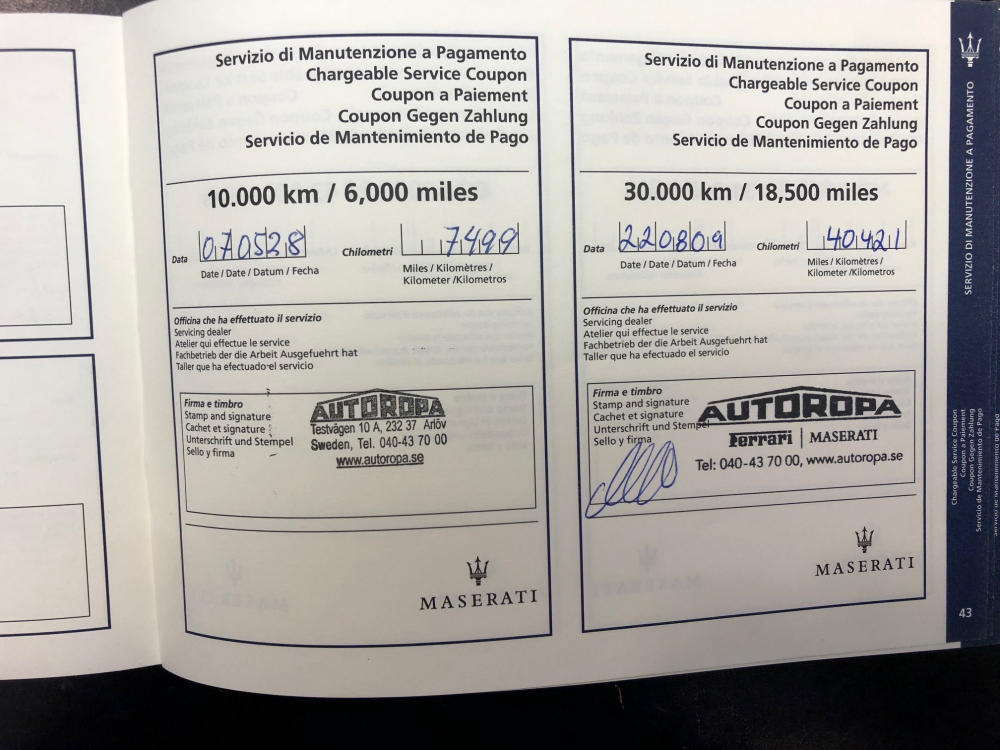 Servizio di Manutenzione a Pagamento
Chargeable Service Coupon
Coupon a Paiement
Coupon Gegen Zahlung
Servicio de Mantenimiento de Pago
10.000 km / 6,000 miles
Data 070528 Chilometri 7499
Date / Date / Datum / Fecha
Miles / Kilomètres /
Kilometer /Kilometros
Officina che ha effettuato il servizio
Servicing dealer
Atelier qui effectue le service
Fachbetrieb der die Arbeit Ausgefuehrt hat
Taller que ha efectuado el servicio
Firma e timbro
Stamp and signature
Cachet et signature
Unterschrift und Stempel
Sello y firma
AUTOROPA
Testvägen 10 A, 232 37 Arlöv
Sweden, Tel. 040-43 70 00
www.autoropa.se
MASERATI
Servizio di Manutenzione a Pagamento
Chargeable Service Coupon
Coupon a Paiement
Coupon Gegen Zahlung
Servicio de Mantenimiento de Pago
30.000 km / 18,500 miles
Data 220809 Chilometri 40421
Date / Date / Datum / Fecha
Miles / Kilomètres /
Kilometer /Kilometros
Officina che ha effettuato il servizio
Servicing dealer
Atelier qui effectue le service
Fachbetrieb der die Arbeit Ausgefuehrt hat
Taller que ha efectuado el servicio
Firma e timbro
Stamp and signature
Cachet et signature
Unterschrift und Stempel
Sello y firma
AUTOROPA
Ferrari | MASERATI
Tel: 040-43 70 00, www.autoropa.se
MASERATI
SERVIZIO DI MANUTENZIONE A PAGAMENTO
Chargeable Service Coupon
Coupon a Paiement
Coupon Gegen Zahlung
Servicio de Mantenimiento de Pago
43